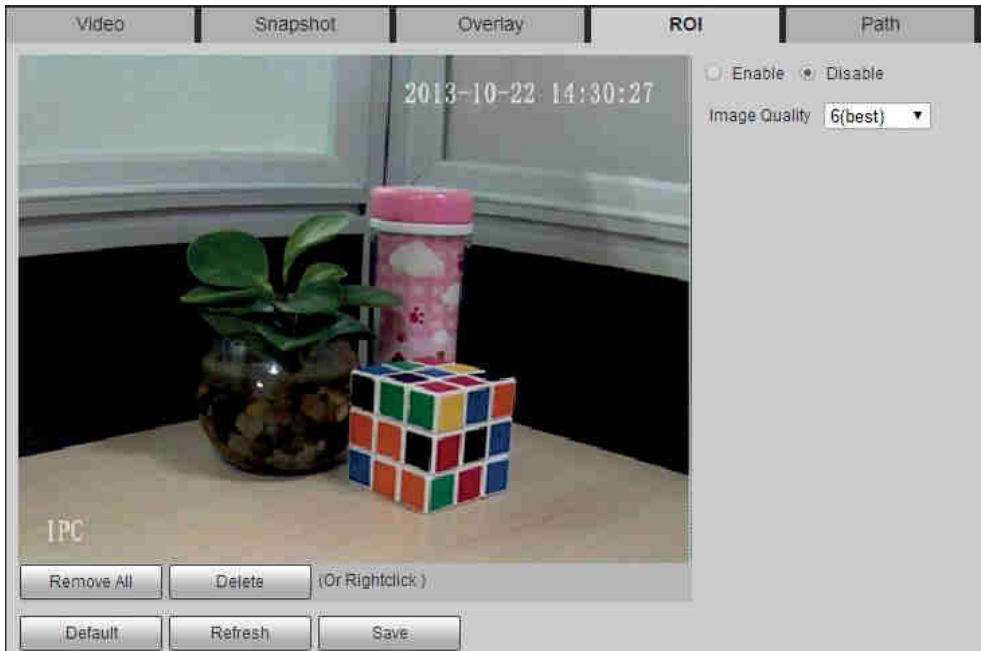 Video Snapshot Overlay ROI Path
2013-10-22 14:30:27
Enable Disable
Image Quality 6(best)
IPC
Remove All Delete (Or Rightclick )
Default Refresh Save